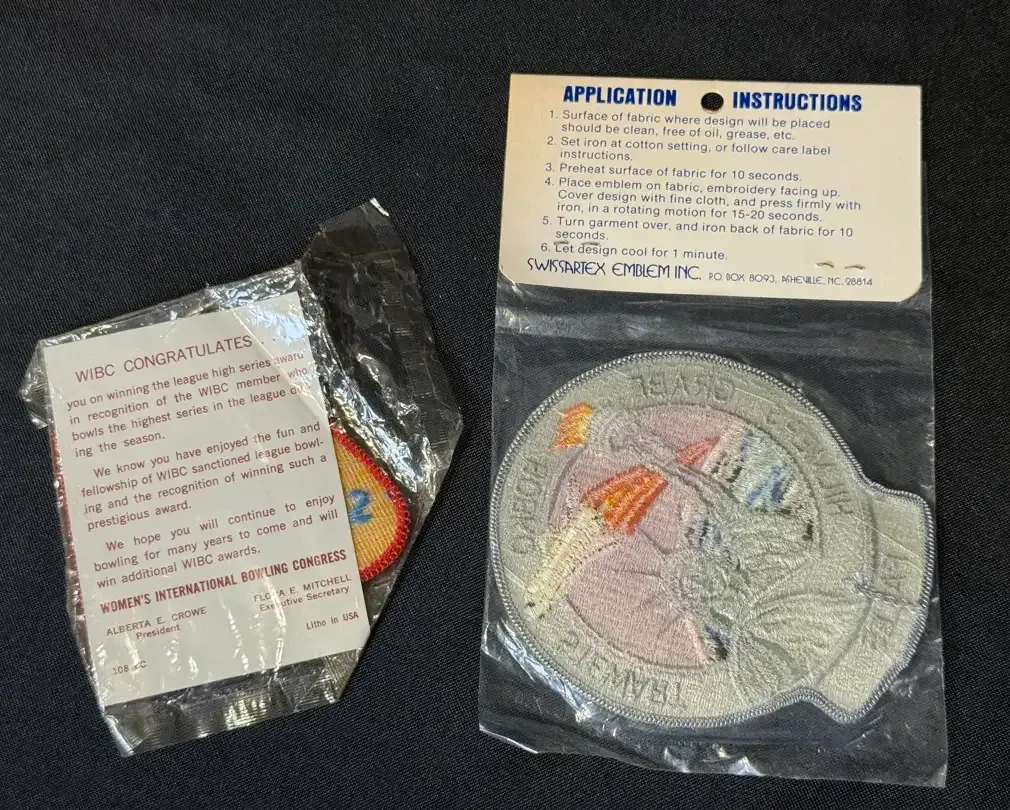 WIBC CONGRATULATES
you on winning the league high series award
in recognition of the WIBC member who
bowls the highest series in the league
ing the season.
We know you have enjoyed the fun and
fellowship of WIBC sanctioned league bowl-
ing and the recognition of winning such a
prestigious award.
We hope you will continue to enjoy
bowling for many years to come and will
win additional WIBC awards.
WOMEN'S INTERNATIONAL BOWLING CONGRESS
ALBERTA E. CROWE
President
FLORA E. MITCHELL
Executive Secretary
Litho in USA
2
APPLICATION INSTRUCTIONS
1. Surface of fabric where design will be placed
should be clean, free of oil, grease, etc.
2. Set iron at cotton setting, or follow care label
instructions.
3. Preheat surface of fabric for 10 seconds.
4. Place emblem on fabric, embroidery facing up.
Cover design with fine cloth, and press firmly with
iron, in a rotating motion for 15-20 seconds.
5. Turn garment over, and iron back of fabric for 10
seconds.
6. Let design cool for 1 minute.
SWISSARTEX EMBLEM INC. P.O. BOX 8093, ASHEVILLE, NC. 28814